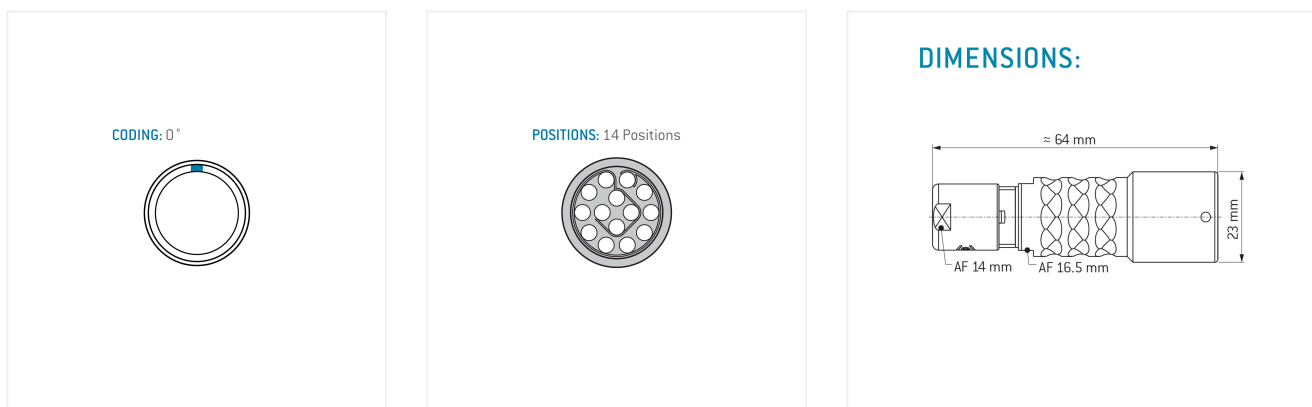 CODING: 0°
POSITIONS: 14 Positions
DIMENSIONS:
≈ 64 mm
23 mm
AF 14 mm
AF 16.5 mm